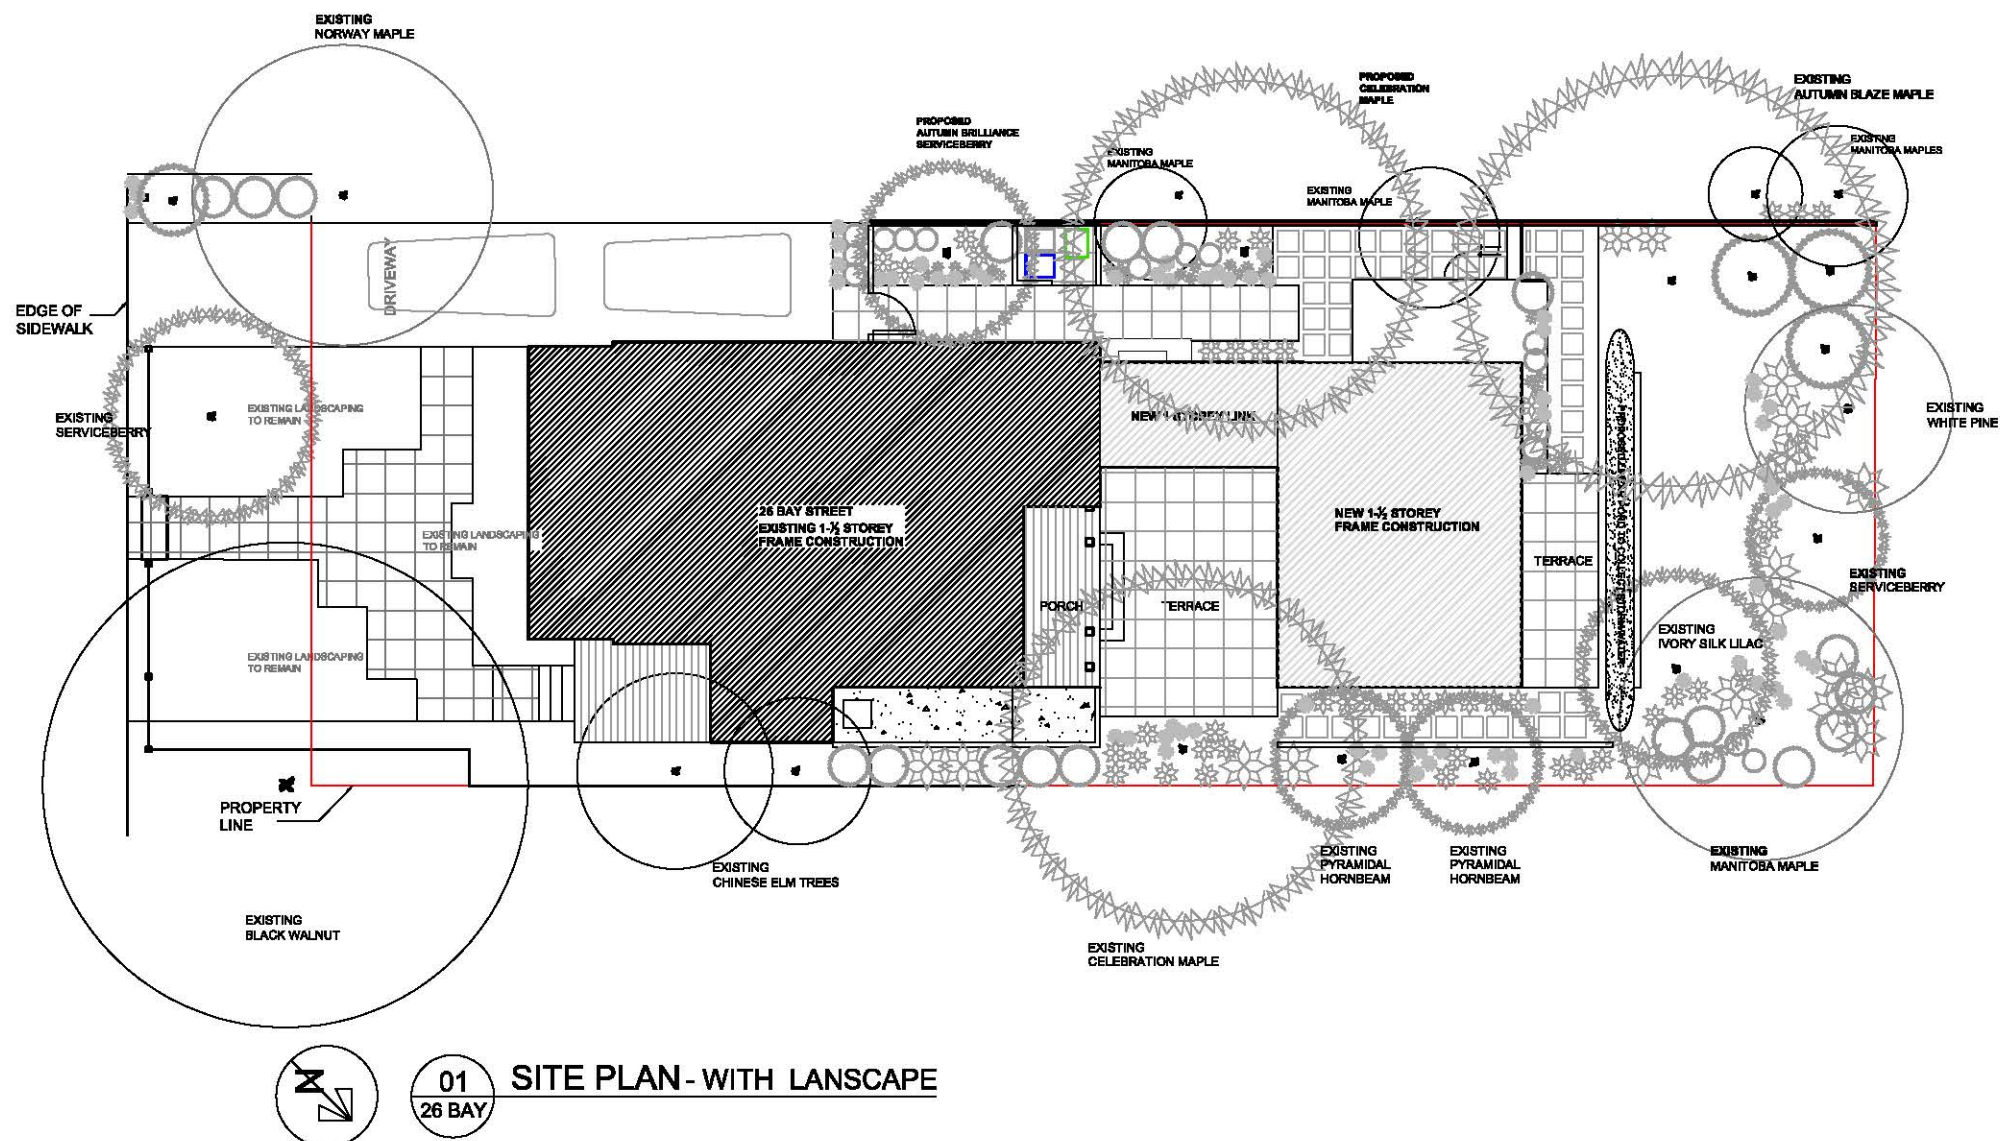 EXISTING
NORWAY MAPLE
PROPOSED
CELEBRATION
MAPLE
EXISTING
AUTUMN BLAZE MAPLE
PROPOSED
AUTUMN BRILLIANCE
SERVICEBERRY
EXISTING
MANITOBA MAPLE
EXISTING
MANITOBA MAPLES
EXISTING
MANITOBA MAPLE
DRIVEWAY
EDGE OF
SIDEWALK
EXISTING
SERVICEBERRY
EXISTING LANDSCAPING
TO REMAIN
NEW LINK
EXISTING
WHITE PINE
26 BAY STREET
EXISTING 1-½ STOREY
FRAME CONSTRUCTION
NEW 1-½ STOREY
FRAME CONSTRUCTION
EXISTING LANDSCAPING
TO REMAIN
TERRACE
EXISTING
SERVICEBERRY
PORCH
TERRACE
EXISTING
IVORY SILK LILAC
EXISTING LANDSCAPING
TO REMAIN
PROPERTY
LINE
EXISTING
CHINESE ELM TREES
EXISTING
PYRAMIDAL
HORNBEAM
EXISTING
PYRAMIDAL
HORNBEAM
EXISTING
MANITOBA MAPLE
EXISTING
BLACK WALNUT
EXISTING
CELEBRATION MAPLE
N
01
26 BAY
SITE PLAN - WITH LANSCAPE